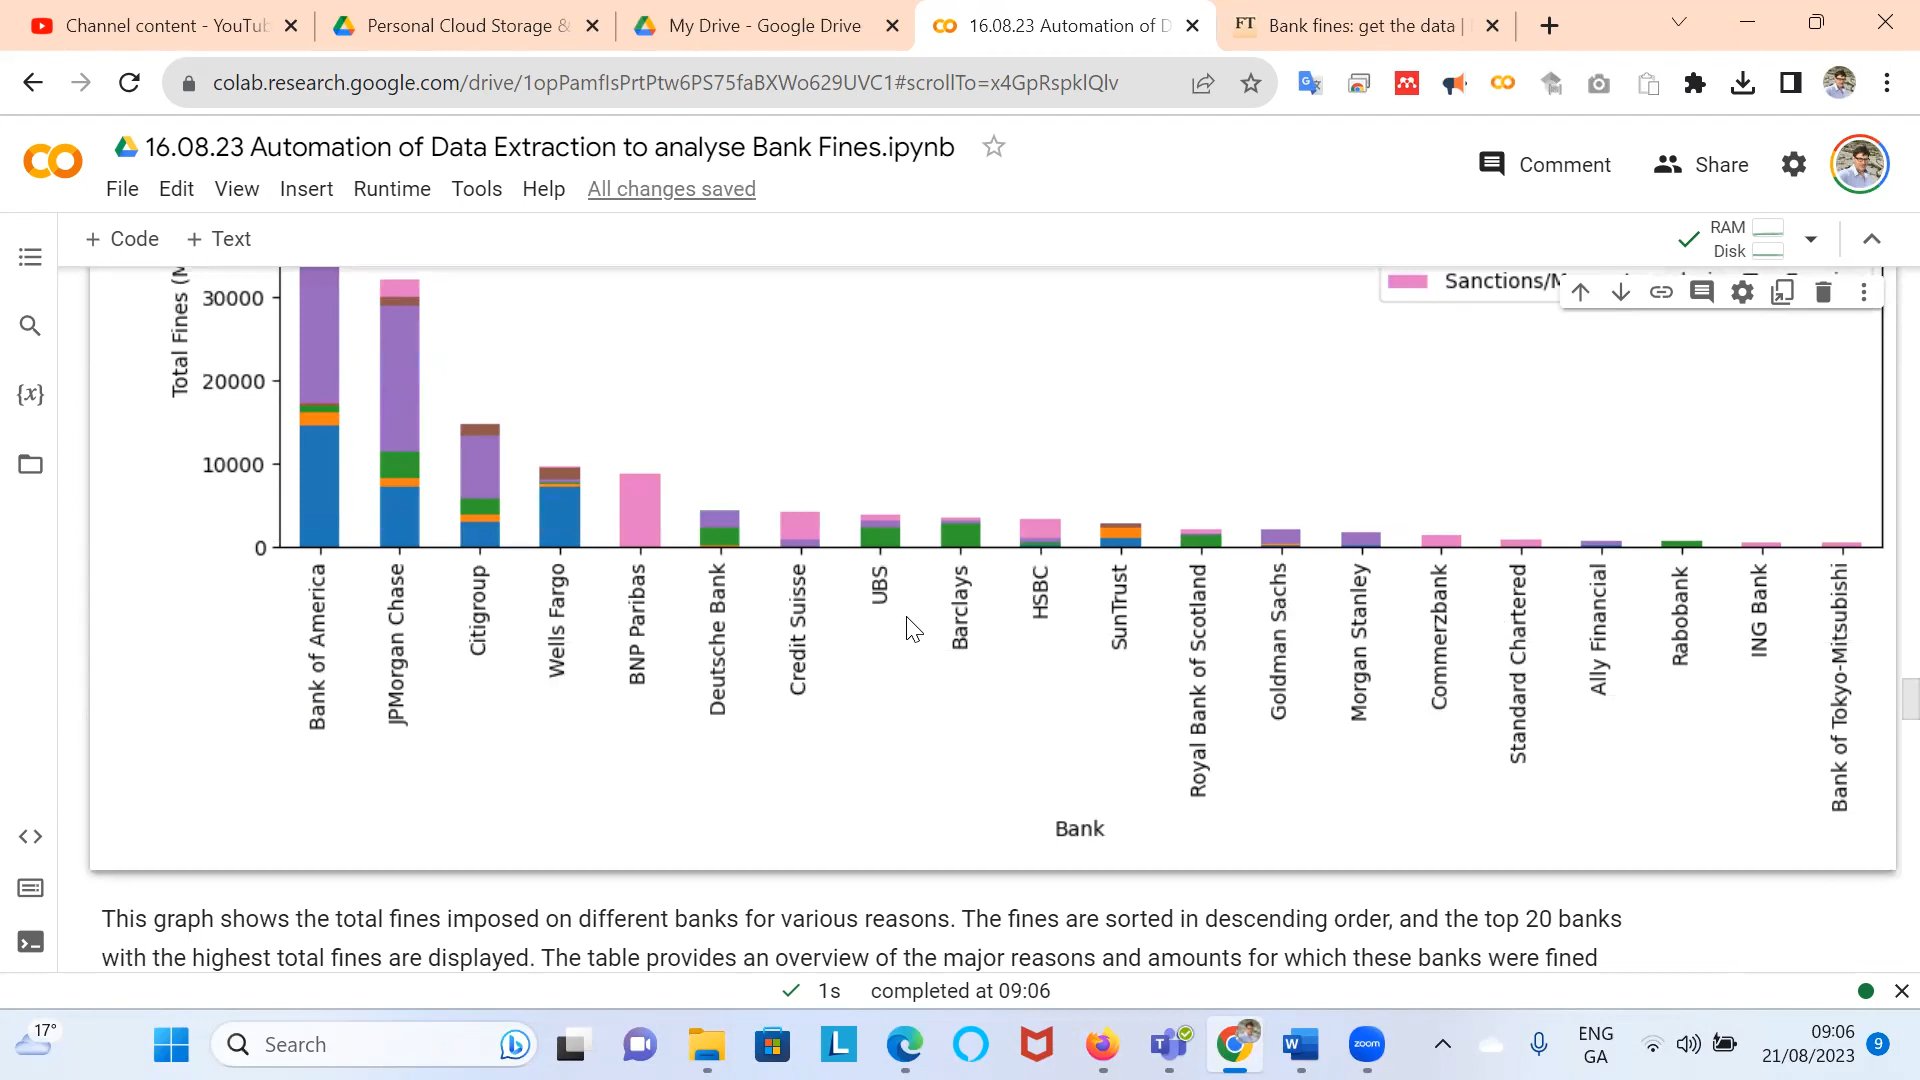 Channel content - YouTub
Personal Cloud Storage &
My Drive - Google Drive
16.08.23 Automation of D
FT Bank fines: get the data |
colab.research.google.com/drive/1opPamfIsPrtPtw6PS75faBXWo629UVC1#scrollTo=x4GpRspklQlv
16.08.23 Automation of Data Extraction to analyse Bank Fines.ipynb
Comment
Share
File Edit View Insert Runtime Tools Help All changes saved
+ Code + Text
RAM
Disk
Total Fines (M
30000
20000
10000
0
Sanctions/M
Bank of America
JPMorgan Chase
Citigroup
Wells Fargo
BNP Paribas
Deutsche Bank
Credit Suisse
UBS
Barclays
HSBC
SunTrust
Royal Bank of Scotland
Goldman Sachs
Morgan Stanley
Commerzbank
Standard Chartered
Ally Financial
Rabobank
ING Bank
Bank of Tokyo-Mitsubishi
Bank
This graph shows the total fines imposed on different banks for various reasons. The fines are sorted in descending order, and the top 20 banks
with the highest total fines are displayed. The table provides an overview of the major reasons and amounts for which these banks were fined
1s completed at 09:06
17°
Search
zoom
ENG
GA
09:06
21/08/2023
9